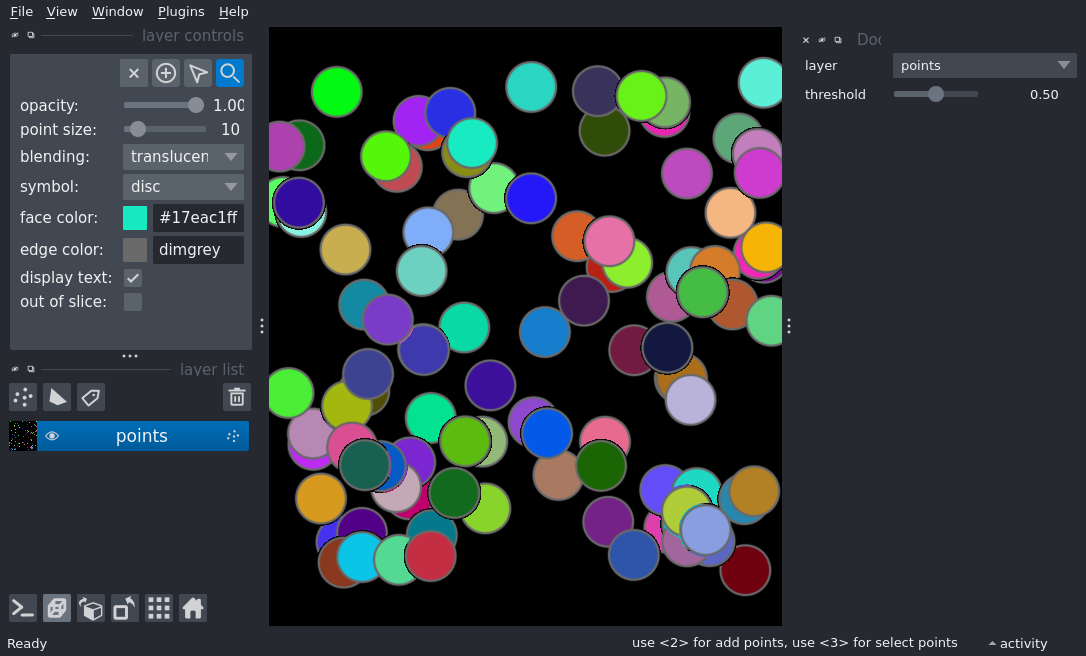 File View Window Plugins Help
layer controls
opacity: 1.00
point size: 10
blending: translucen
symbol: disc
face color: #17eac1ff
edge color: dimgrey
display text:
out of slice:
layer list
points
Doc
layer points
threshold 0.50
Ready
use <2> for add points, use <3> for select points
activity